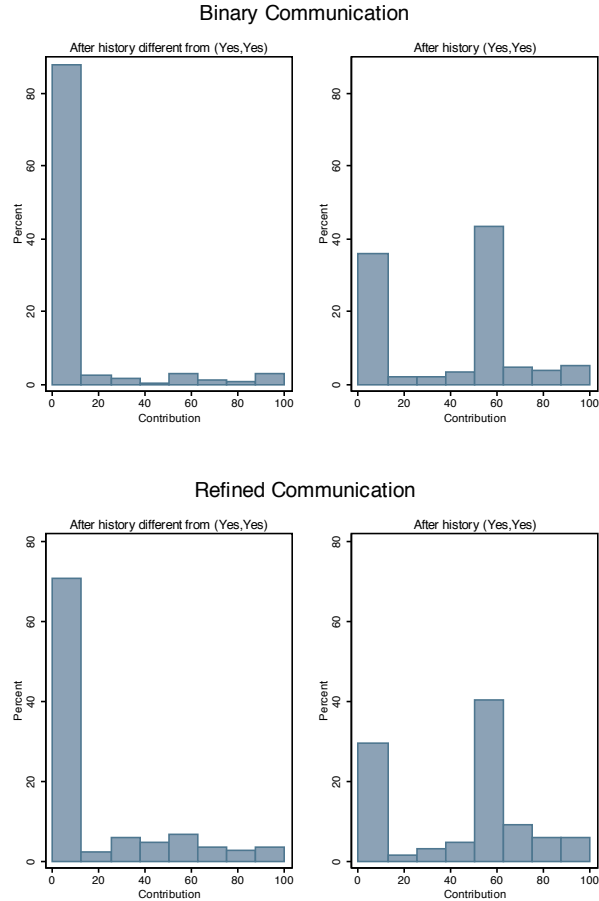 Binary Communication
After history different from (Yes,Yes)
After history (Yes,Yes)
Percent
0 20 40 60 80
0 20 40 60 80 100
Contribution
Percent
0 20 40 60 80
0 20 40 60 80 100
Contribution
Refined Communication
After history different from (Yes,Yes)
After history (Yes,Yes)
Percent
0 20 40 60 80
0 20 40 60 80 100
Contribution
Percent
0 20 40 60 80
0 20 40 60 80 100
Contribution